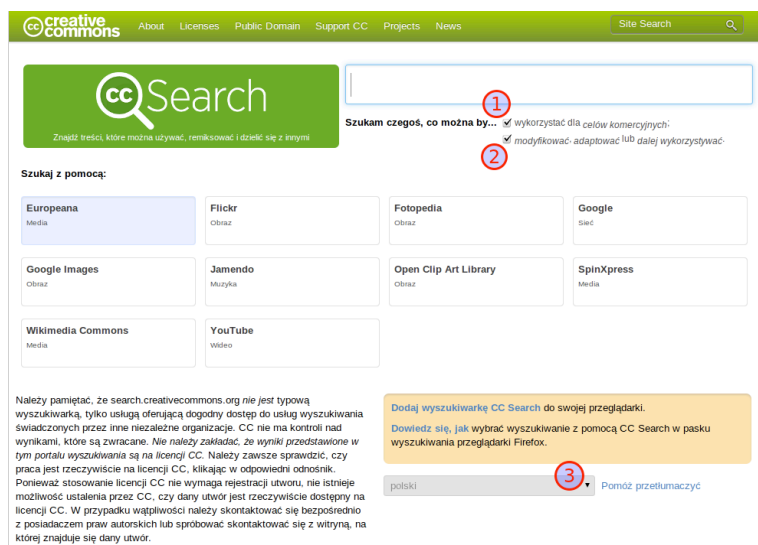 cc creative commons About Licenses Public Domain Support CC Projects News Site Search
cc Search
Znajdź treści, które można używać, remiksować i dzielić się z innymi
1
Szukam czegoś, co można by... wykorzystać dla celów komercyjnych;
modyfikować, adaptować lub dalej wykorzystywać.
2
Szukaj z pomocą:
Europeana Flickr Fotopedia Google
Media Obraz Obraz Sieć
Google Images Jamendo Open Clip Art Library SpinXpress
Obraz Muzyka Obraz Media
Wikimedia Commons YouTube
Media Wideo
Należy pamiętać, że search.creativecommons.org nie jest typową
wyszukiwarką, tylko usługą oferującą dogodny dostęp do usług wyszukiwania
świadczonych przez inne niezależne organizacje. CC nie ma kontroli nad
wynikami, które są zwracane. Nie należy zakładać, że wyniki przedstawione w
tym portalu wyszukiwania są na licencji CC. Należy zawsze sprawdzić, czy
praca jest rzeczywiście na licencji CC, klikając w odpowiedni odnośnik.
Ponieważ stosowanie licencji CC nie wymaga rejestracji utworu, nie istnieje
możliwość ustalenia przez CC, czy dany utwór jest rzeczywiście dostępny na
licencji CC. W przypadku wątpliwości należy skontaktować się bezpośrednio
z posiadaczem praw autorskich lub spróbować skontaktować się z witryną, na
której znajduje się dany utwór.
Dodaj wyszukiwarkę CC Search do swojej przeglądarki.
Dowiedz się, jak wybrać wyszukiwanie z pomocą CC Search w pasku
wyszukiwania przeglądarki Firefox.
3
polski Pomóż przetłumaczyć